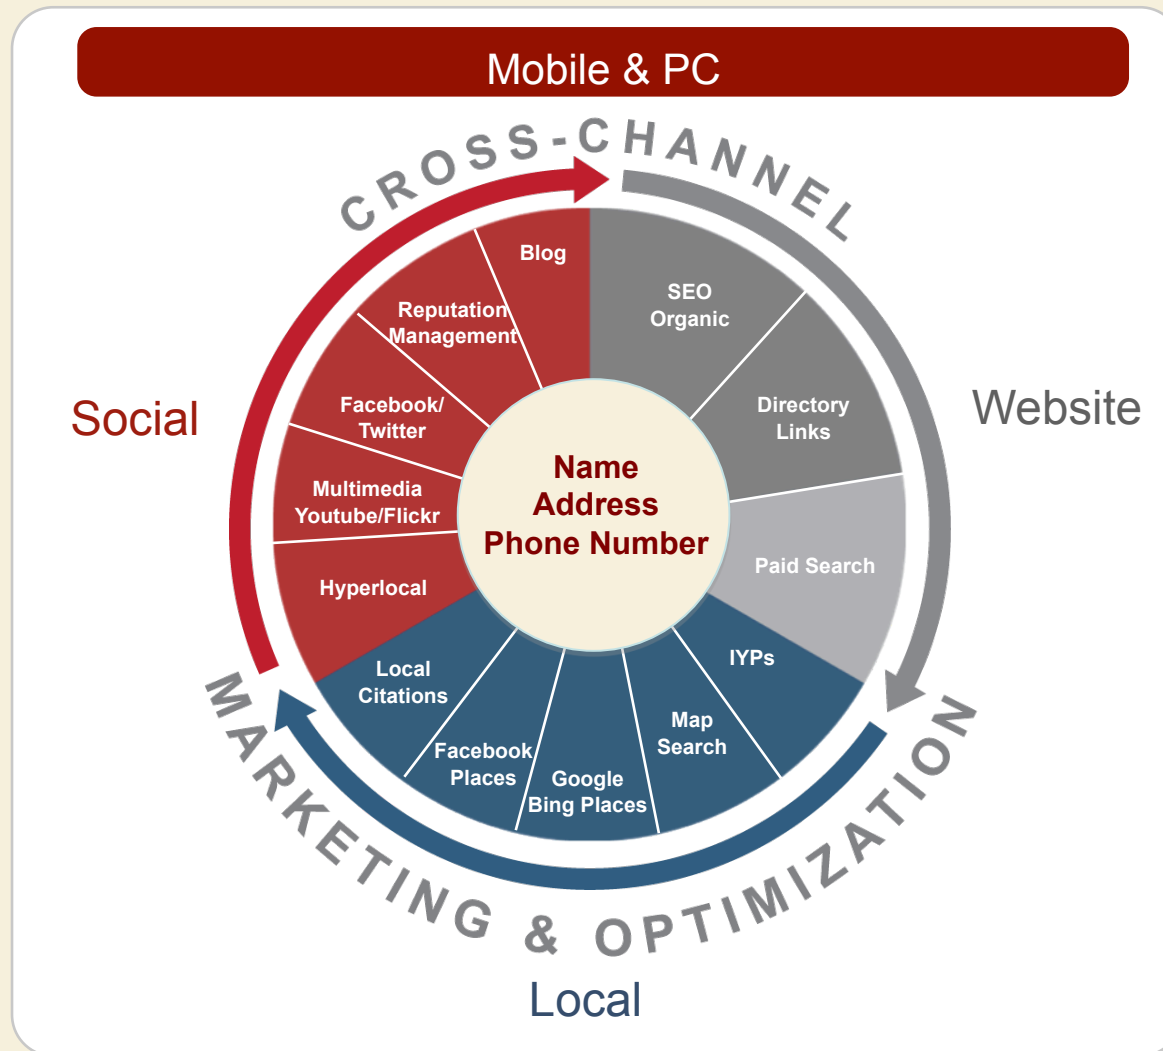 Mobile & PC
CROSS-CHANNEL
Blog
SEO
Organic
Reputation
Management
Directory
Links
Facebook/
Twitter
Social
Website
Name
Address
Phone Number
Multimedia
Youtube/Flickr
Paid Search
Hyperlocal
IYPs
Local
Citations
Map
Search
Facebook
Places
Google
Bing Places
MARKETING & OPTIMIZATION
Local